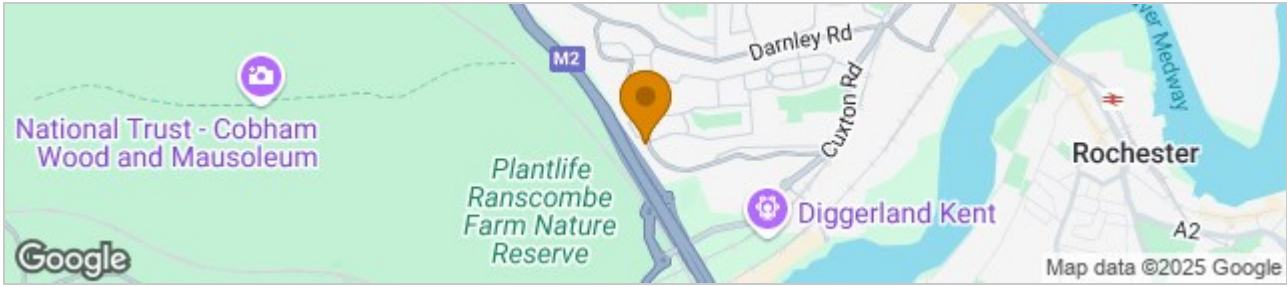 M2
Darnley Rd
Cuxton Rd
National Trust - Cobham
Wood and Mausoleum
Plantlife
Ranscombe
Farm Nature
Reserve
Diggerland Kent
Medway
Rochester
A2
Google
Map data ©2025 Google